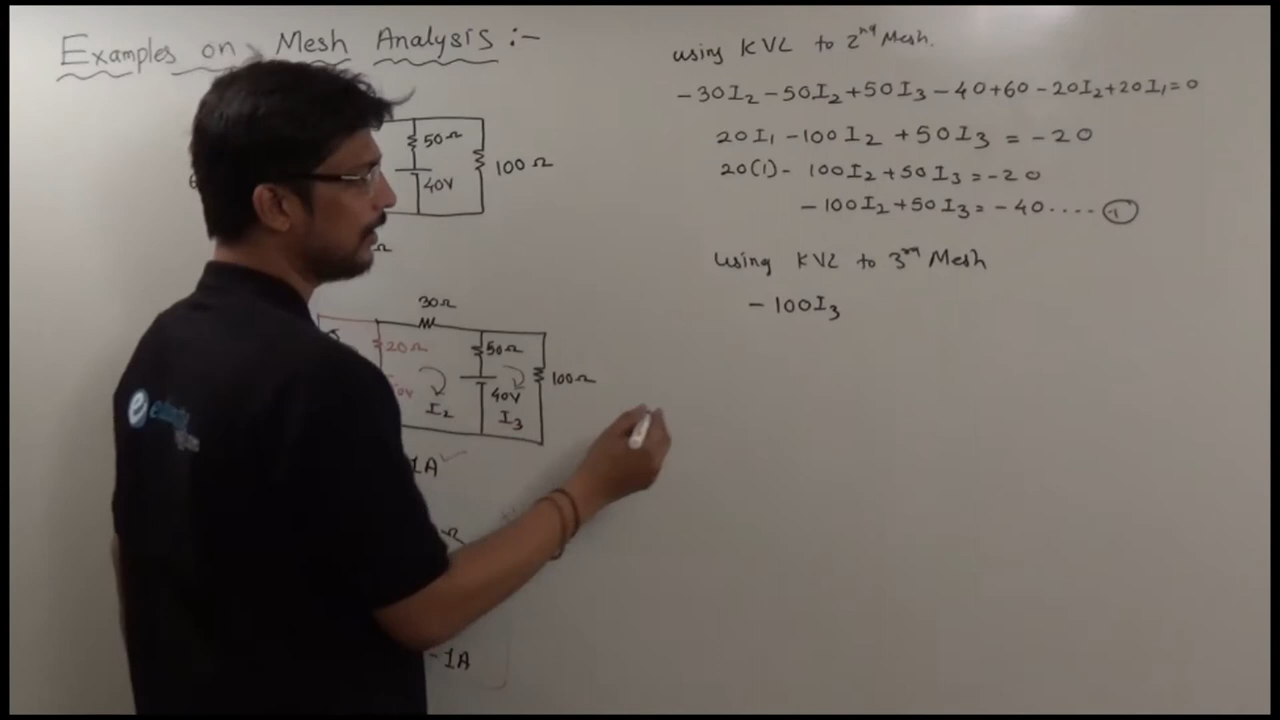 Examples on Mesh Analysis :-
50Ω
100Ω
40V
Ω
30Ω
20Ω
50Ω
100Ω
40V
I₂
I₃
1A
Ω
-1A
using KVL to 2nd Mesh.
-30I₂ -50I₂ +50I₃ -40+60 -20I₂+20I₁=0
20I₁ -100I₂ +50I₃ = -20
20(1) - 100I₂+50I₃=-20
-100I₂+50I₃= -40 .... ①
using KVL to 3rd Mesh
-100I₃